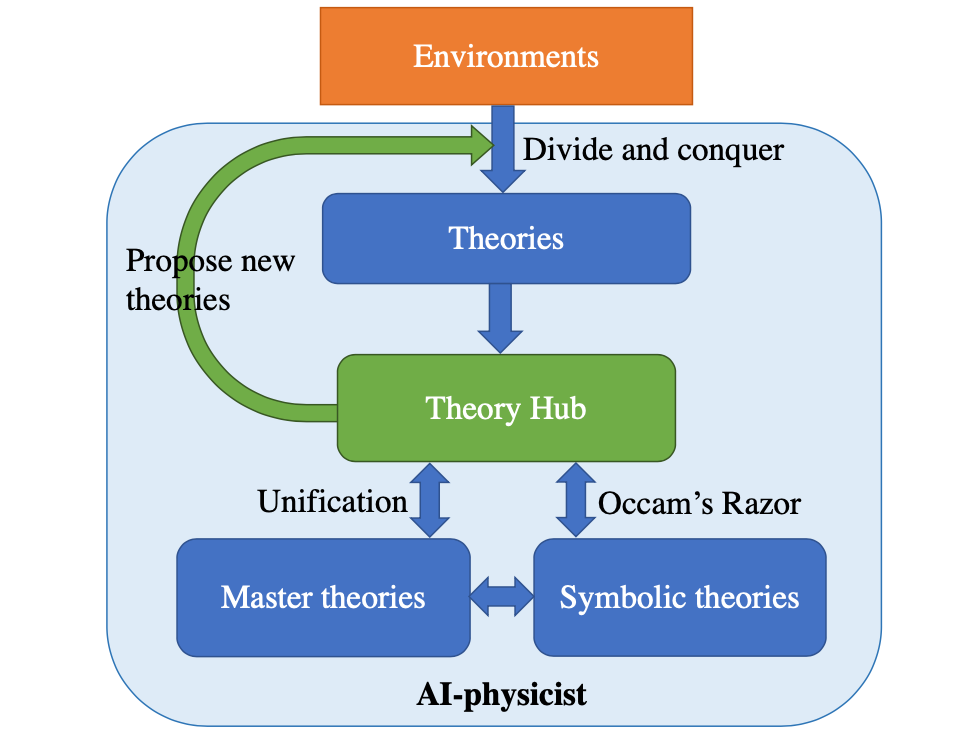 Environments
Divide and conquer
Theories
Propose new
theories
Theory Hub
Unification
Occam’s Razor
Master theories
Symbolic theories
AI-physicist